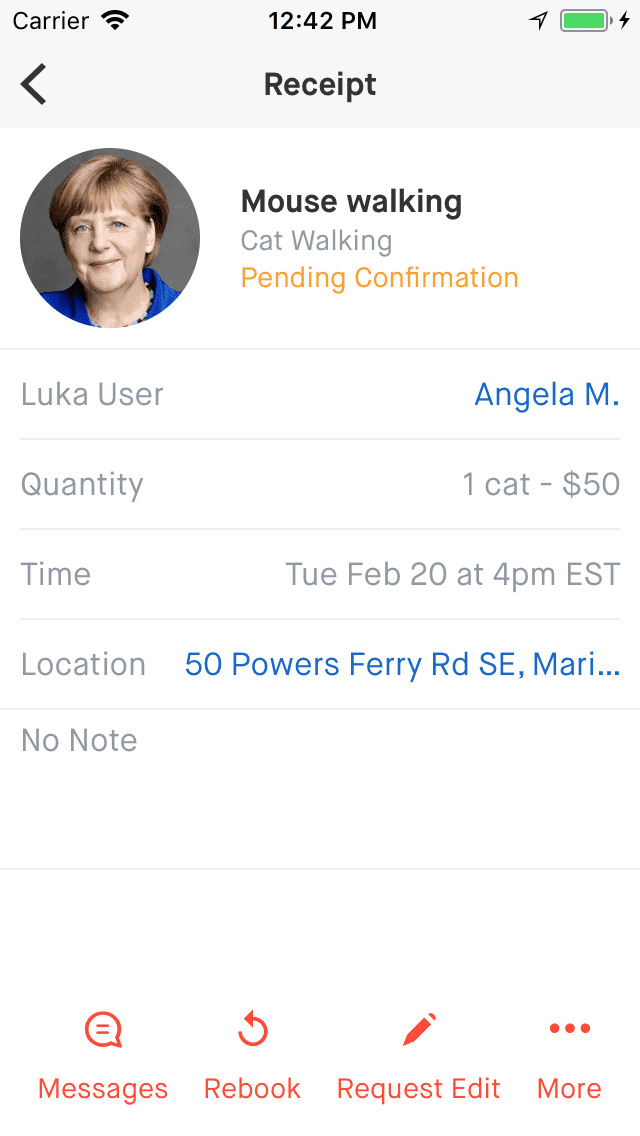 Carrier 12:42 PM
Receipt
Mouse walking
Cat Walking
Pending Confirmation
Luka User Angela M.
Quantity 1 cat - $50
Time Tue Feb 20 at 4pm EST
Location 50 Powers Ferry Rd SE, Mari...
No Note
Messages Rebook Request Edit More